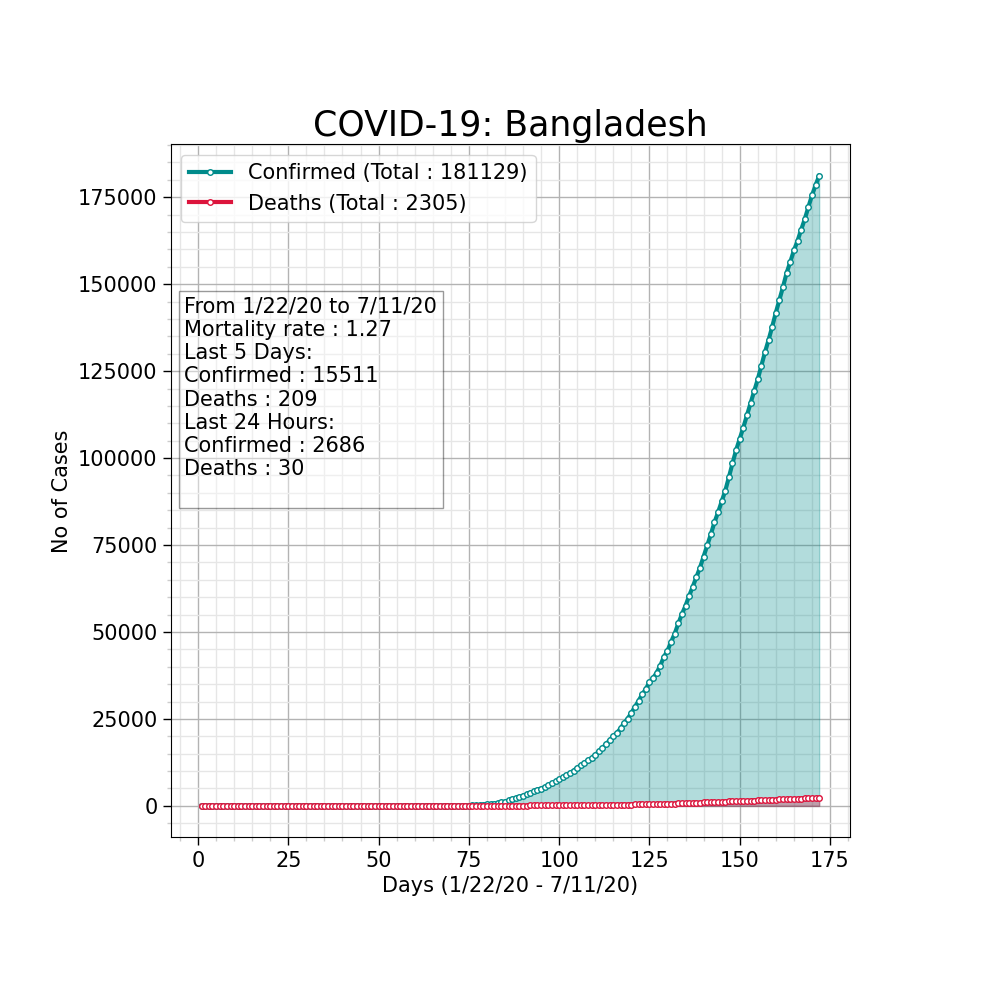 COVID-19: Bangladesh
Confirmed (Total : 181129)
Deaths (Total : 2305)
From 1/22/20 to 7/11/20
Mortality rate : 1.27
Last 5 Days:
Confirmed : 15511
Deaths : 209
Last 24 Hours:
Confirmed : 2686
Deaths : 30
No of Cases
175000
150000
125000
100000
75000
50000
25000
0
0 25 50 75 100 125 150 175
Days (1/22/20 - 7/11/20)